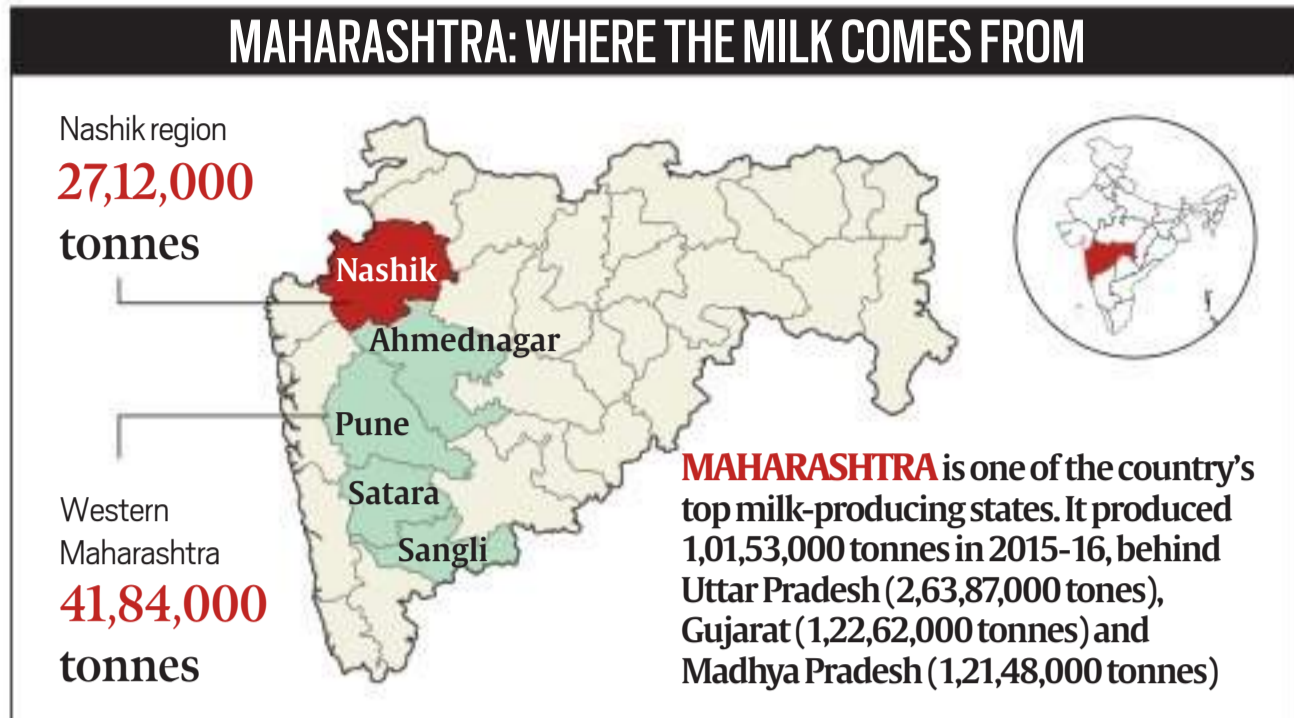 MAHARASHTRA: WHERE THE MILK COMES FROM
Nashik region
27,12,000
tonnes
Nashik
Ahmednagar
Pune
Satara
Sangli
Western
Maharashtra
41,84,000
tonnes
MAHARASHTRA is one of the country's
top milk-producing states. It produced
1,01,53,000 tonnes in 2015-16, behind
Uttar Pradesh (2,63,87,000 tones),
Gujarat (1,22,62,000 tonnes) and
Madhya Pradesh (1,21,48,000 tonnes)